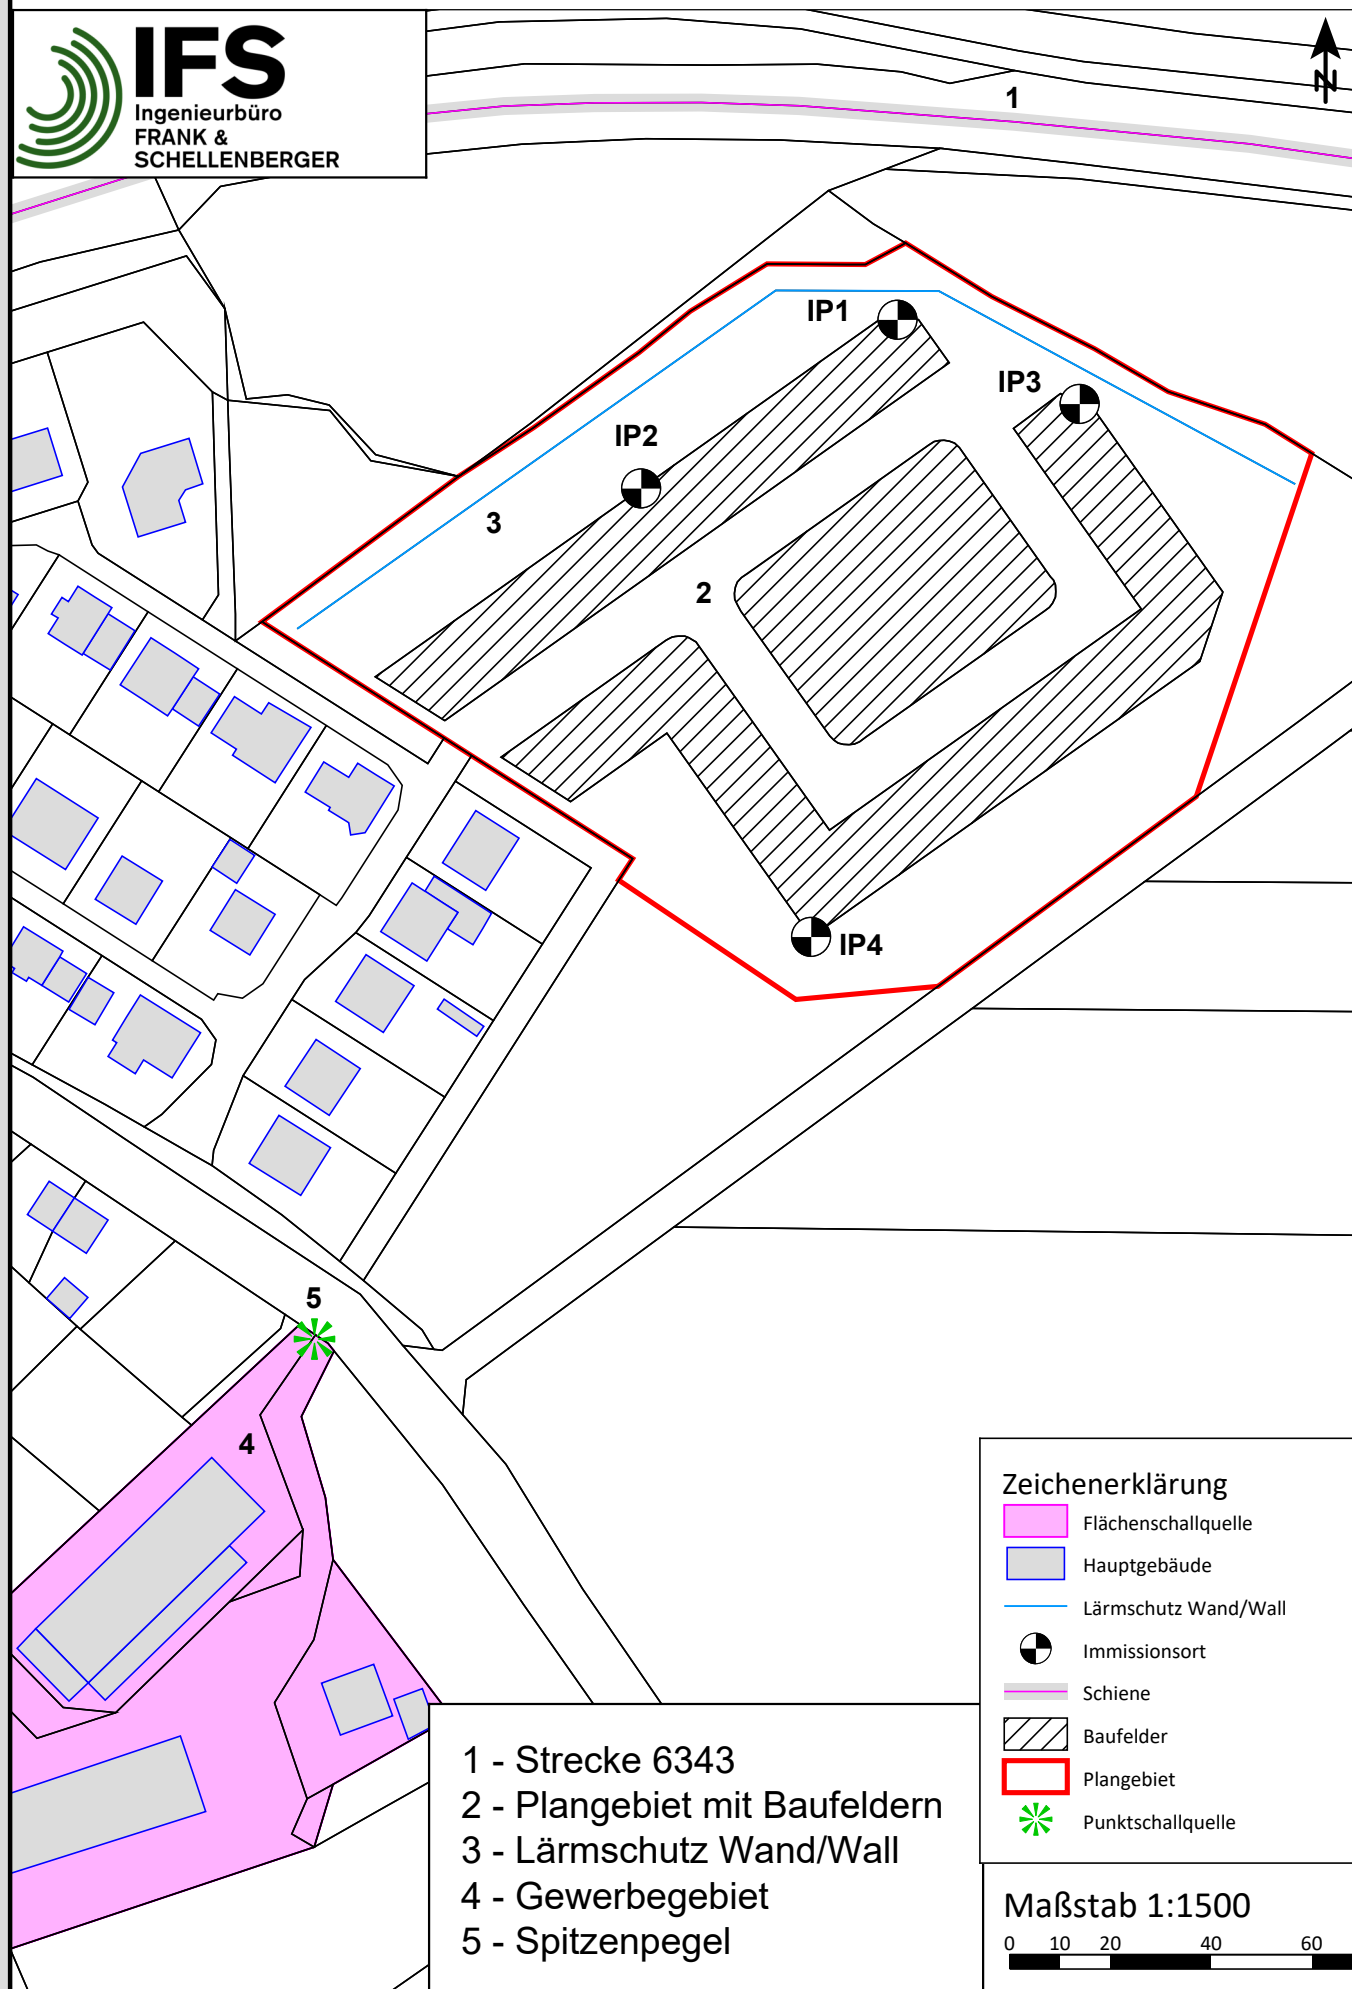 IFS
Ingenieurbüro
FRANK &
SCHELLENBERGER
N
1
IP1
IP3
IP2
3
2
IP4
5
4
Zeichenerklärung
Flächenschallquelle
Hauptgebäude
Lärmschutz Wand/Wall
Immissionsort
Schiene
Baufelder
Plangebiet
Punktschallquelle
1 - Strecke 6343
2 - Plangebiet mit Baufeldern
3 - Lärmschutz Wand/Wall
4 - Gewerbegebiet
5 - Spitzenpegel
Maßstab 1:1500
0 10 20 40 60